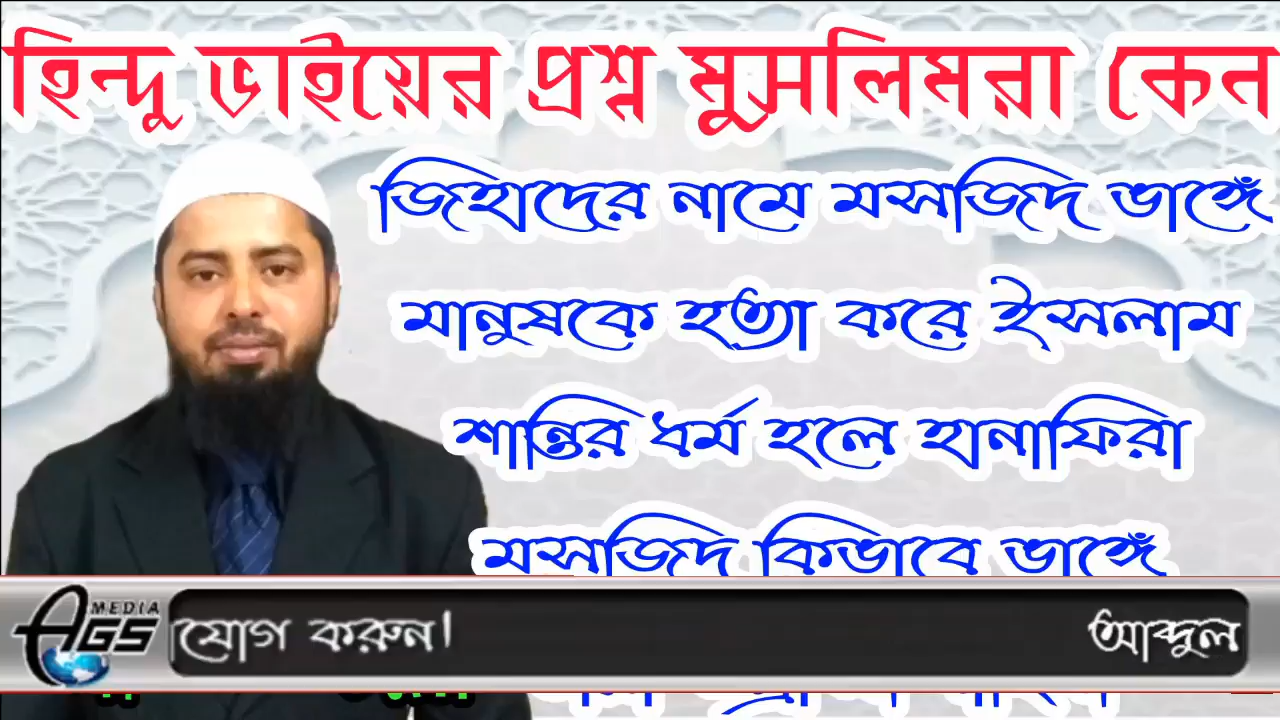 হিন্দু ভাইয়ের প্রশ্ন মুসলিমরা কেন
জিহাদের নামে মসজিদ ভাঙ্গেঁ
মানুষকে হত্যা করে ইসলাম
শান্তির ধর্ম হলে হানাফিরা
মসজিদ কিভাবে ভাঙ্গেঁ
MEDIA
AGS
যোগ করুন। আব্দুল